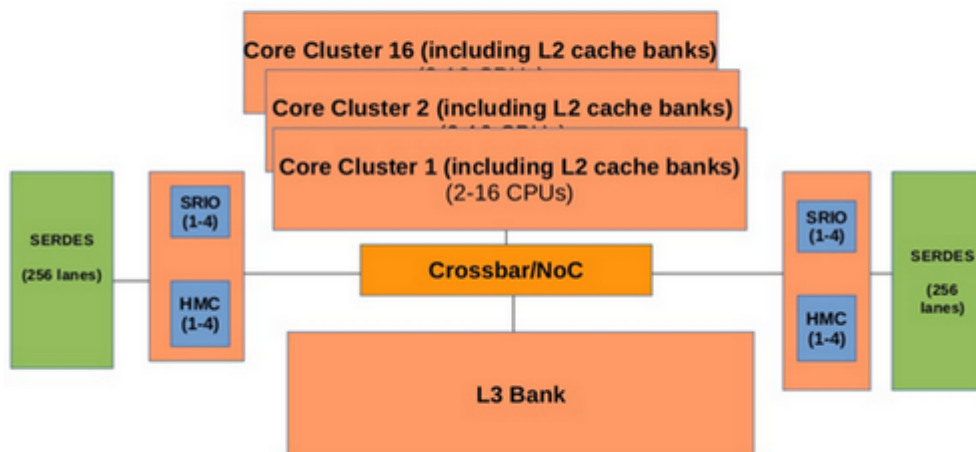 Core Cluster 16 (including L2 cache banks)
Core Cluster 2 (including L2 cache banks)
Core Cluster 1 (including L2 cache banks)
(2-16 CPUs)
SERDES
(256 lanes)
SRIO
(1-4)
HMC
(1-4)
Crossbar/NoC
SRIO
(1-4)
HMC
(1-4)
SERDES
(256
lanes)
L3 Bank